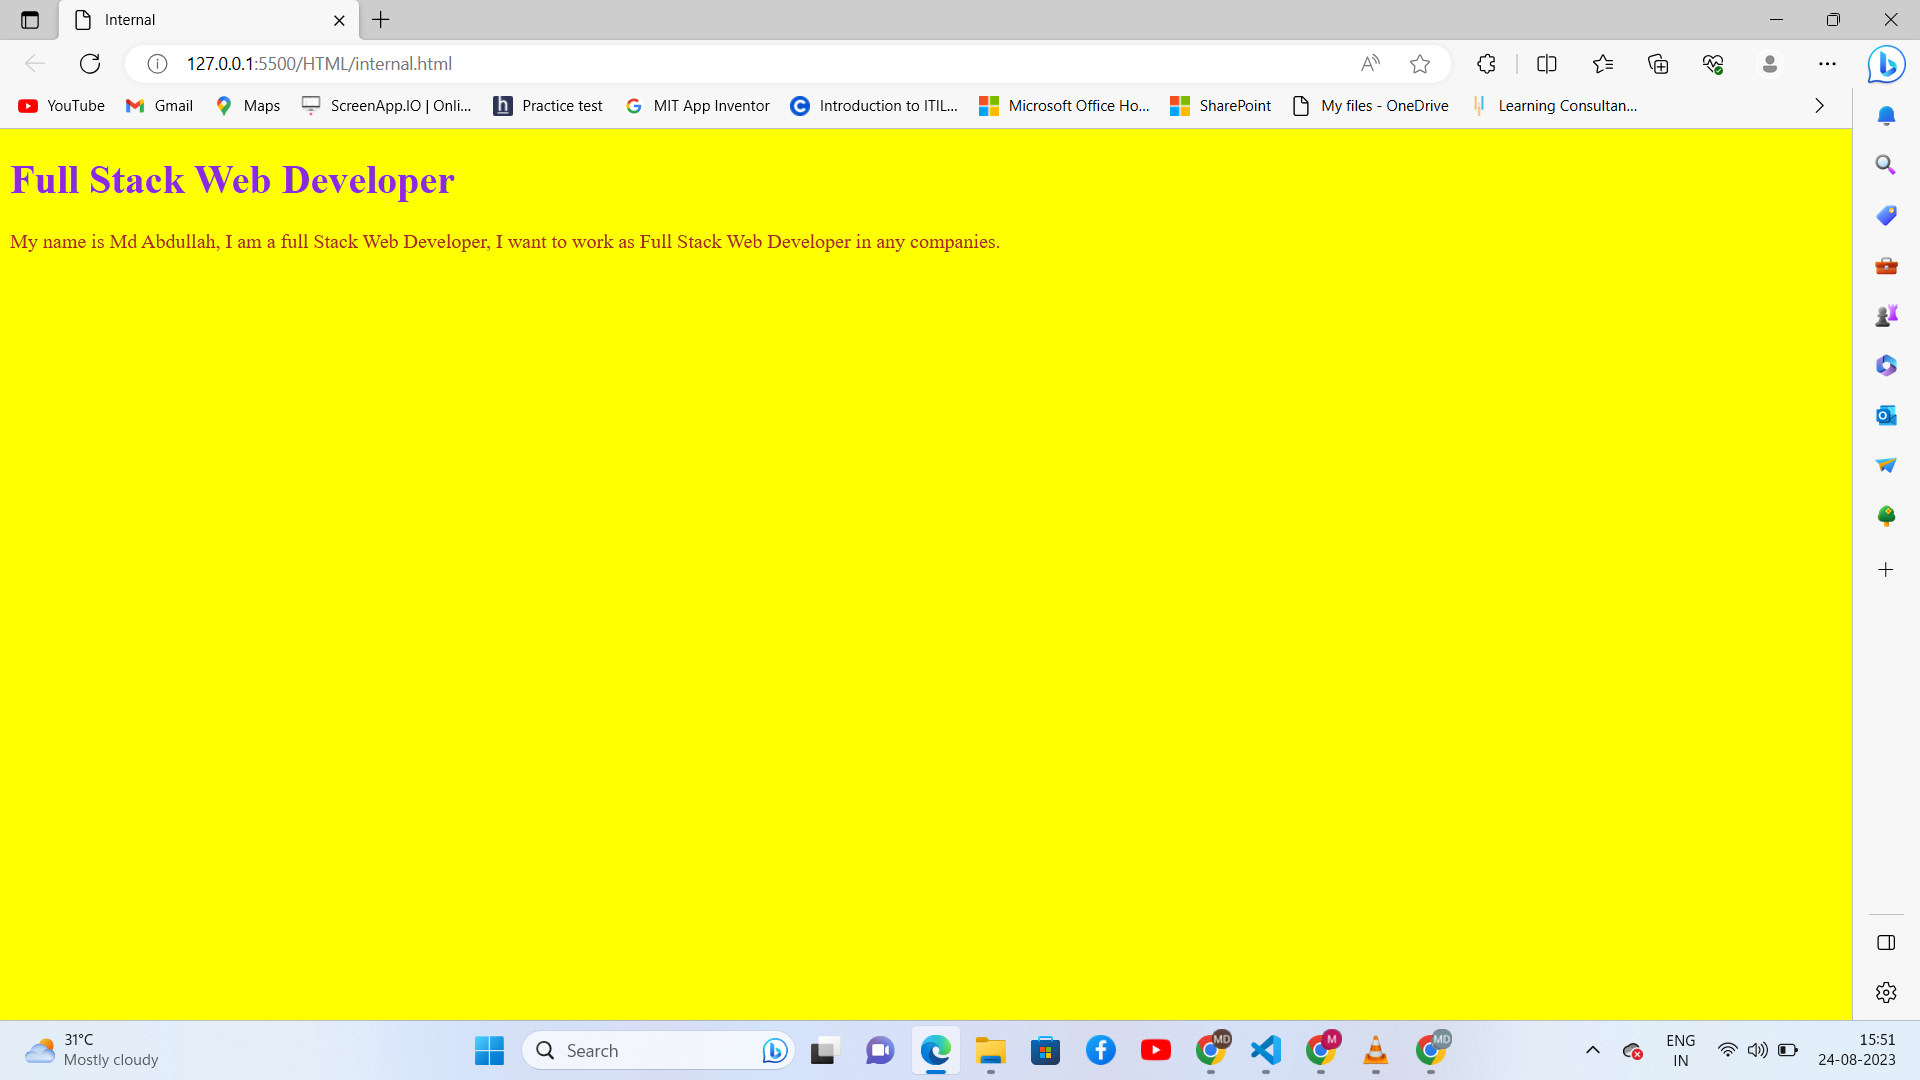 Internal
127.0.0.1:5500/HTML/internal.html
YouTube Gmail Maps ScreenApp.IO | Onli... Practice test MIT App Inventor Introduction to ITIL... Microsoft Office Ho... SharePoint My files - OneDrive Learning Consultan...
Full Stack Web Developer
My name is Md Abdullah, I am a full Stack Web Developer, I want to work as Full Stack Web Developer in any companies.
31°C
Mostly cloudy
Search
MD
M
MD
ENG
IN
15:51
24-08-2023